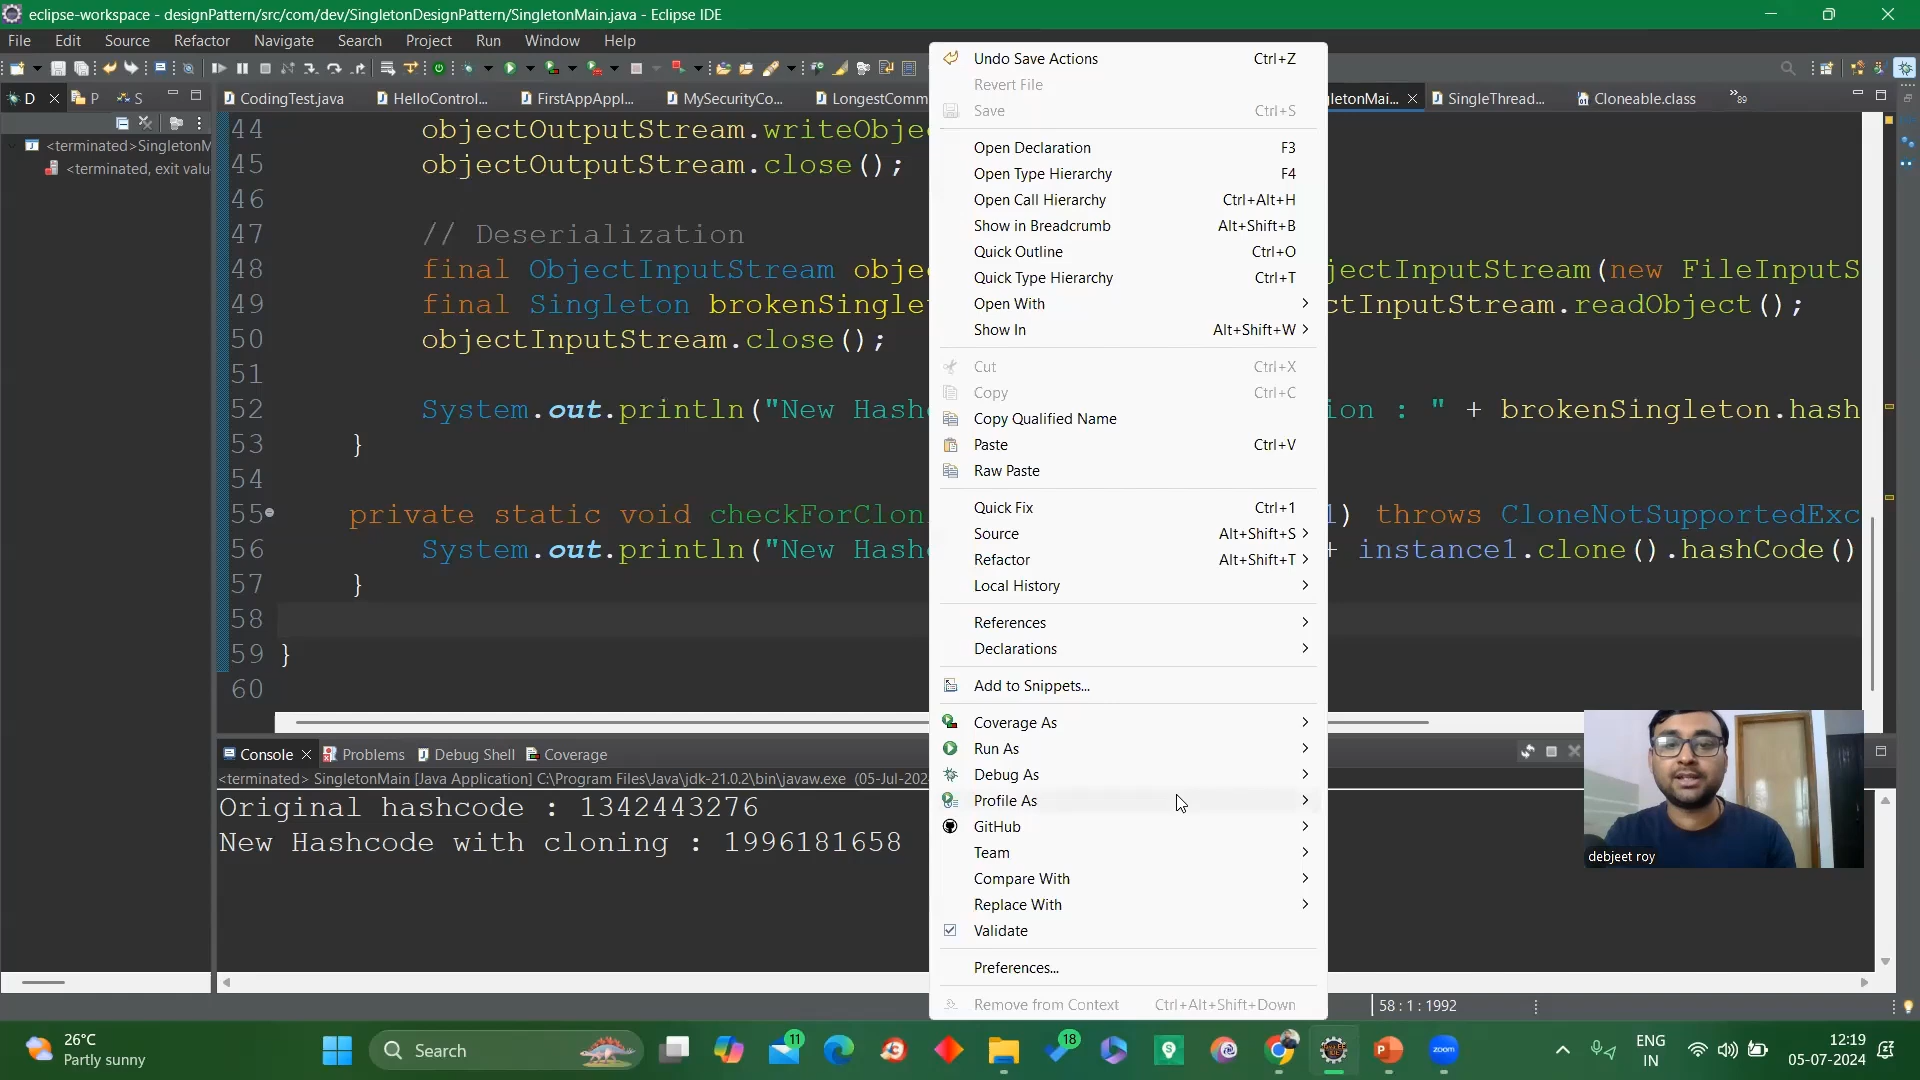 eclipse-workspace - designPattern/src/com/dev/SingletonDesignPattern/SingletonMain.java - Eclipse IDE
File Edit Source Refactor Navigate Search Project Run Window Help
D P S CodingTest.java HelloControl... FirstAppAppl... MySecurityCo... LongestComm gletonMai... SingleThread... Cloneable.class 89
<terminated>SingletonM
<terminated, exit valu
44 objectOutputStream.writeObje
45 objectOutputStream.close();
46
47 // Deserialization
48 final ObjectInputStream obje jectInputStream(new FileInputS
49 final Singleton brokenSinglet ctInputStream.readObject();
50 objectInputStream.close();
51
52 System.out.println("New Hash ion : " + brokenSingleton.hash
53 }
54
55 private static void checkForClon 1) throws CloneNotSupportedExc
56 System.out.println("New Hash + instance1.clone().hashCode()
57 }
58
59 }
60
Undo Save Actions Ctrl+Z
Revert File
Save Ctrl+S
Open Declaration F3
Open Type Hierarchy F4
Open Call Hierarchy Ctrl+Alt+H
Show in Breadcrumb Alt+Shift+B
Quick Outline Ctrl+O
Quick Type Hierarchy Ctrl+T
Open With
Show In Alt+Shift+W
Cut Ctrl+X
Copy Ctrl+C
Copy Qualified Name
Paste Ctrl+V
Raw Paste
Quick Fix Ctrl+1
Source Alt+Shift+S
Refactor Alt+Shift+T
Local History
References
Declarations
Add to Snippets...
Coverage As
Run As
Debug As
Profile As
GitHub
Team
Compare With
Replace With
Validate
Preferences...
Remove from Context Ctrl+Alt+Shift+Down
Console Problems Debug Shell Coverage
<terminated> SingletonMain [Java Application] C:\Program Files\Java\jdk-21.0.2\bin\javaw.exe (05-Jul-202
Original hashcode : 1342443276
New Hashcode with cloning : 1996181658
debjeet roy
58 : 1 : 1992
26°C
Partly sunny
Search
11
18
zoom
ENG
IN
12:19
05-07-2024